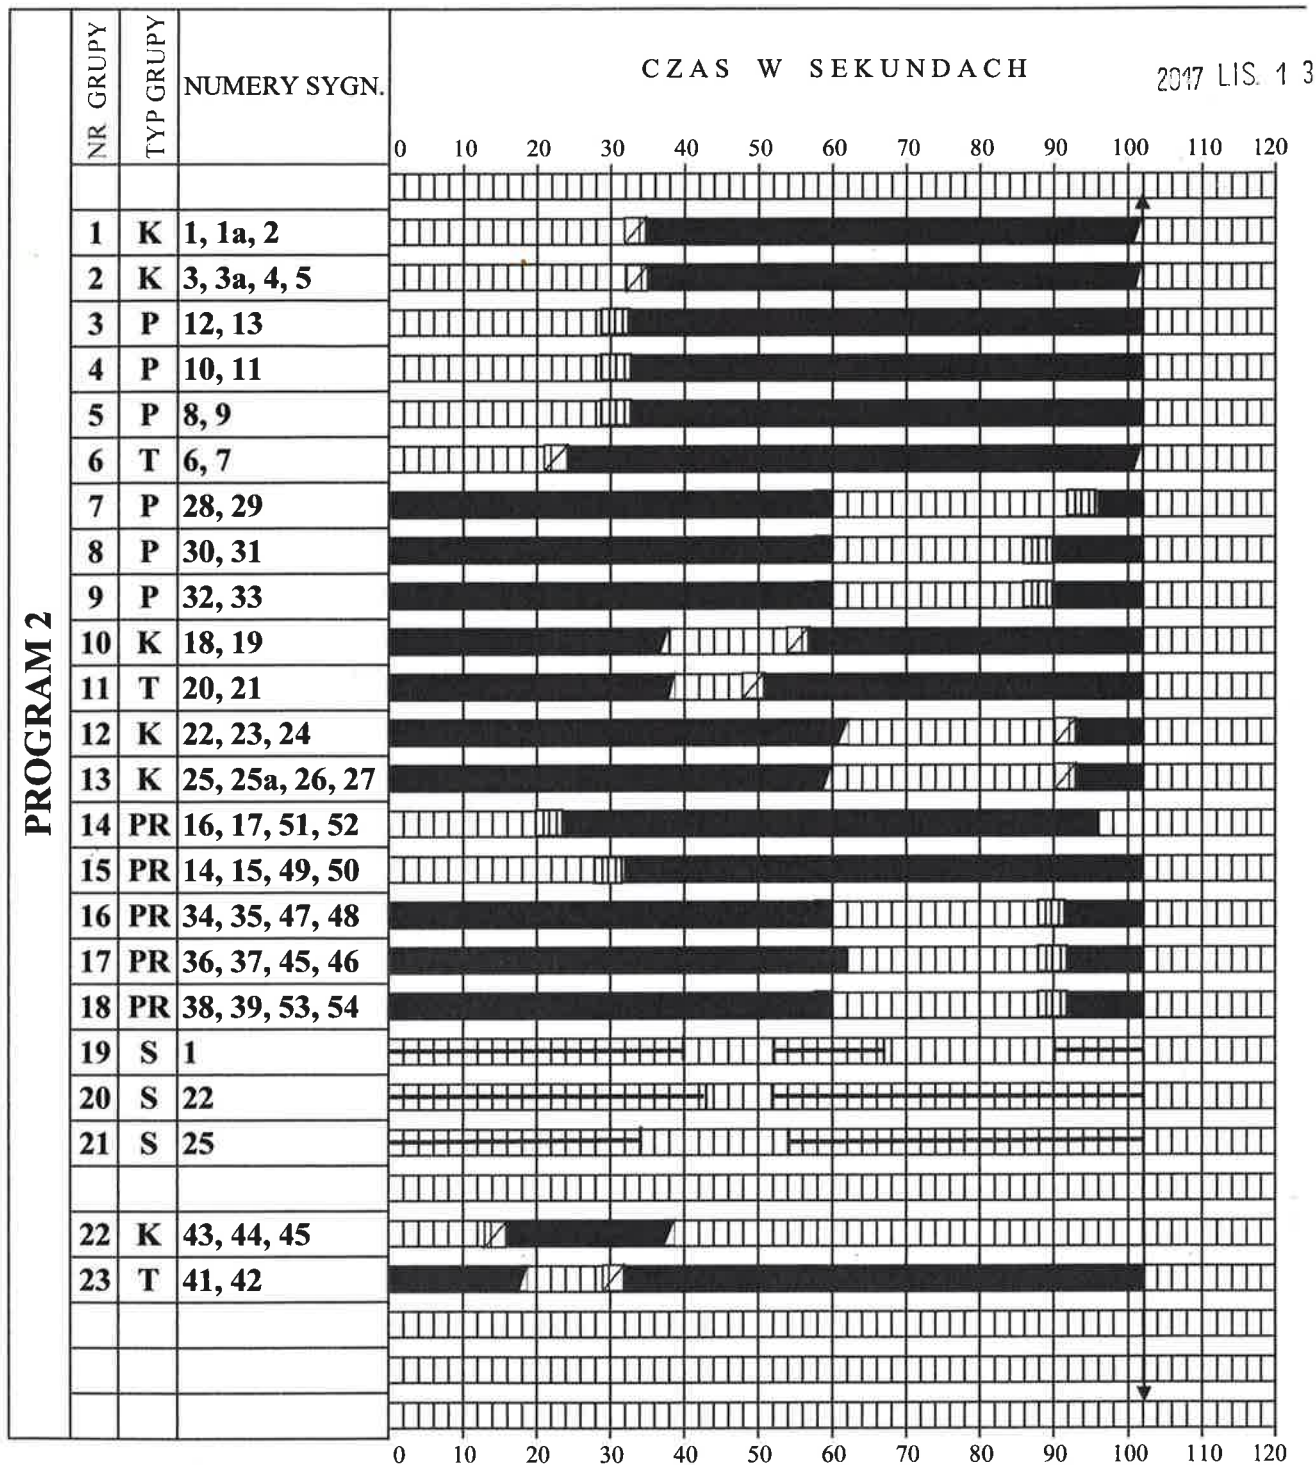 NR GRUPY TYP GRUPY NUMERY SYGN. CZAS W SEKUNDACH 2017 LIS. 13
0 10 20 30 40 50 60 70 80 90 100 110 120
PROGRAM 2
1 K 1, 1a, 2
2 K 3, 3a, 4, 5
3 P 12, 13
4 P 10, 11
5 P 8, 9
6 T 6, 7
7 P 28, 29
8 P 30, 31
9 P 32, 33
10 K 18, 19
11 T 20, 21
12 K 22, 23, 24
13 K 25, 25a, 26, 27
14 PR 16, 17, 51, 52
15 PR 14, 15, 49, 50
16 PR 34, 35, 47, 48
17 PR 36, 37, 45, 46
18 PR 38, 39, 53, 54
19 S 1
20 S 22
21 S 25
22 K 43, 44, 45
23 T 41, 42
0 10 20 30 40 50 60 70 80 90 100 110 120